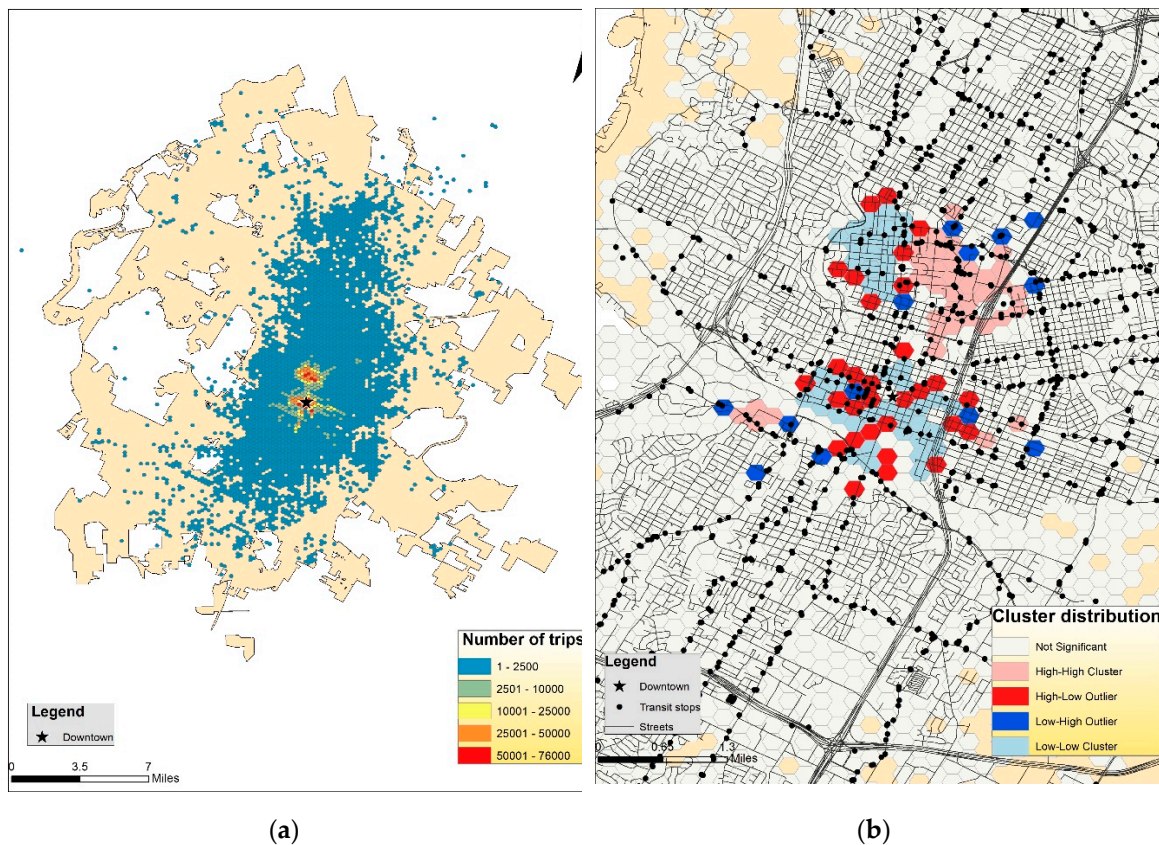 Number of trips
1 - 2500
2501 - 10000
10001 - 25000
25001 - 50000
50001 - 76000
Legend
Downtown
0 3.5 7
Miles
(a)
Cluster distribution
Not Significant
High-High Cluster
High-Low Outlier
Low-High Outlier
Low-Low Cluster
Legend
Downtown
Transit stops
Streets
0 0.65 1.3
Miles
(b)